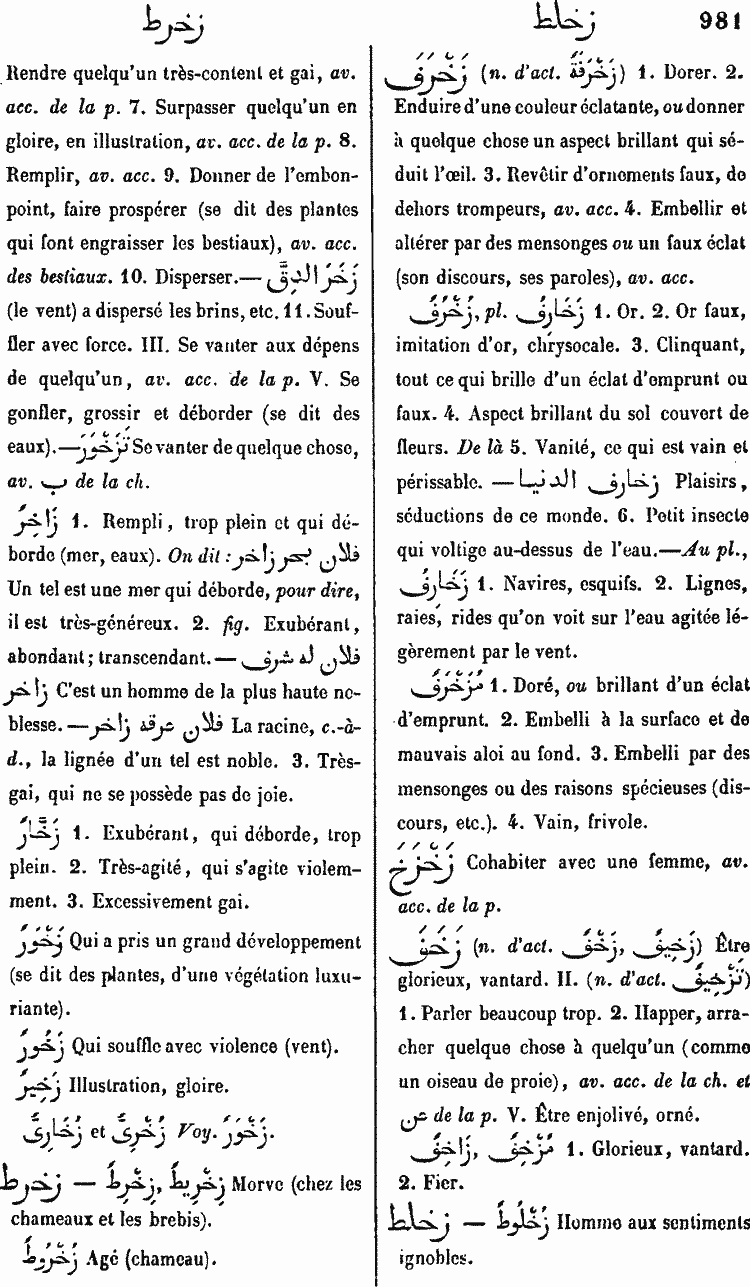 زخرط
زخلط 981
Rendre quelqu'un très-content et gai, av.
acc. de la p. 7. Surpasser quelqu'un en
gloire, en illustration, av. acc. de la p. 8.
Remplir, av. acc. 9. Donner de l'embon-
point, faire prospérer (se dit des plantes
qui font engraisser les bestiaux), av. acc.
des bestiaux. 10. Disperser.—زَخَرَ الدِقَّ
(le vent) a dispersé les brins, etc. 11. Souf-
fler avec force. III. Se vanter aux dépens
de quelqu'un, av. acc. de la p. V. Se
gonfler, grossir et déborder (se dit des
eaux).—تَزَخْوَرَ Se vanter de quelque chose,
av. ب de la ch.
زَاخِرٌ 1. Rempli, trop plein et qui dé-
borde (mer, eaux). On dit : فلان بحر زاخر
Un tel est une mer qui déborde, pour dire,
il est très-généreux. 2. fig. Exubérant,
abondant ; transcendant.— فلان له شرف
زاخر C'est un homme de la plus haute no-
blesse.— فلان عرقه زاخر La racine, c.-à-
d., la lignée d'un tel est noble. 3. Très-
gai, qui ne se possède pas de joie.
زَخَّارٌ 1. Exubérant, qui déborde, trop
plein. 2. Très-agité, qui s'agite violem-
ment. 3. Excessivement gai.
زَخْوَرٌ Qui a pris un grand développement
(se dit des plantes, d'une végétation luxu-
riante).
زَخُورٌ Qui souffle avec violence (vent).
زَخِيرٌ Illustration, gloire.
زُخَارِىٌّ et زُخْرِىٌّ Voy. زَخْوَرٌ.
زخرط — زِخْرِطٌ, زِخْرِيطٌ Morve (chez les
chameaux et les brebis).
زُخْرُوطٌ Agé (chameau).
زَخْرَفَ (n. d'act. زَخْرَفَةٌ) 1. Dorer. 2.
Enduire d'une couleur éclatante, ou donner
à quelque chose un aspect brillant qui sé-
duit l'œil. 3. Revêtir d'ornements faux, de
dehors trompeurs, av. acc. 4. Embellir et
altérer par des mensonges ou un faux éclat
(son discours, ses paroles), av. acc.
زُخْرُفٌ, pl. زَخَارِفُ 1. Or. 2. Or faux,
imitation d'or, chrysocale. 3. Clinquant,
tout ce qui brille d'un éclat d'emprunt ou
faux. 4. Aspect brillant du sol couvert de
fleurs. De là 5. Vanité, ce qui est vain et
périssable. — زخارف الدنيا Plaisirs,
séductions de ce monde. 6. Petit insecte
qui voltige au-dessus de l'eau.—Au pl.,
زَخَارِفُ 1. Navires, esquifs. 2. Lignes,
raies, rides qu'on voit sur l'eau agitée lé-
gèrement par le vent.
مُزَخْرَفٌ 1. Doré, ou brillant d'un éclat
d'emprunt. 2. Embelli à la surface et de
mauvais aloi au fond. 3. Embelli par des
mensonges ou des raisons spécieuses (dis-
cours, etc.). 4. Vain, frivole.
زَخْزَخَ Cohabiter avec une femme, av.
acc. de la p.
زَخَفَ (n. d'act. زَخْفٌ, زَخِيفٌ) Être
glorieux, vantard. II. (n. d'act. تَزْخِيفٌ)
1. Parler beaucoup trop. 2. Happer, arra-
cher quelque chose à quelqu'un (comme
un oiseau de proie), av. acc. de la ch. et
عن de la p. V. Être enjolivé, orné.
زَاخِفٌ, مُزْخِفٌ 1. Glorieux, vantard.
2. Fier.
زخلط — زُخْلُوطٌ Homme aux sentiments
ignobles.